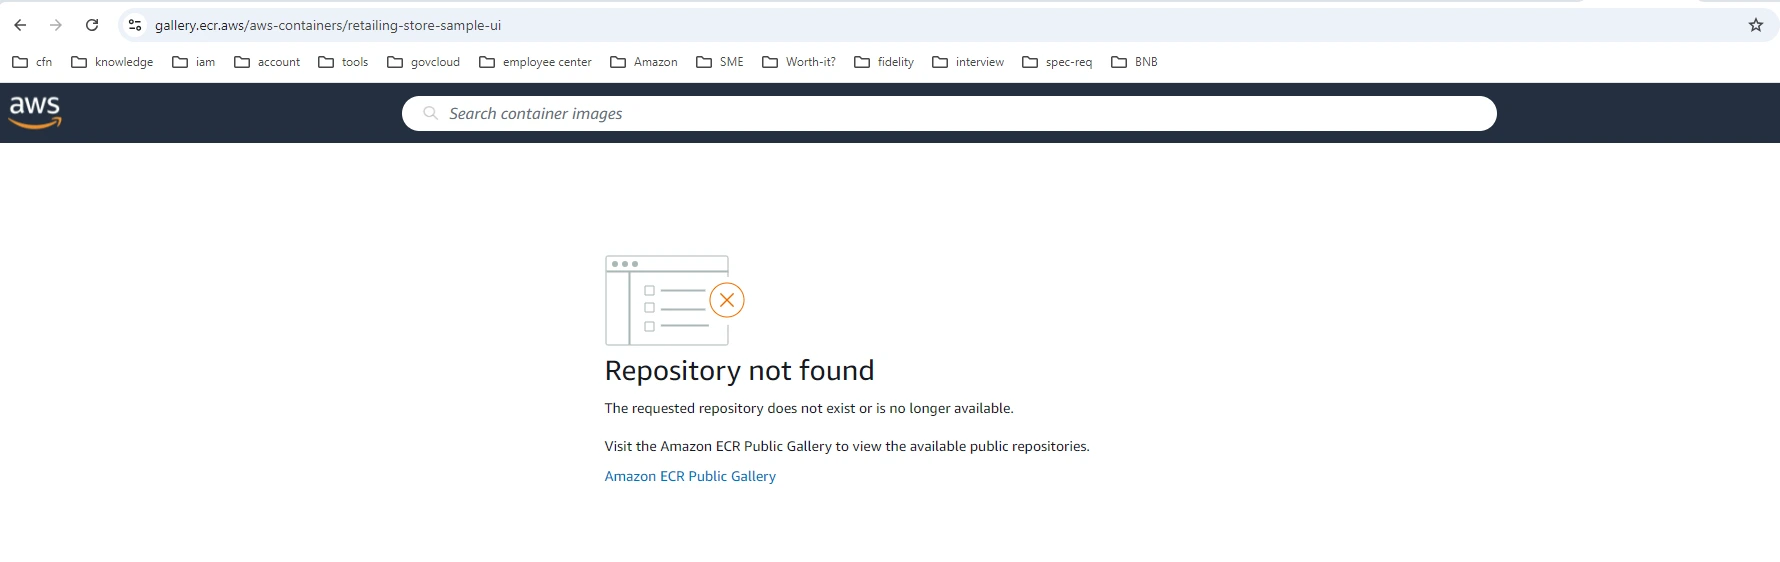 gallery.ecr.aws/aws-containers/retailing-store-sample-ui
cfn knowledge iam account tools govcloud employee center Amazon SME Worth-it? fidelity interview spec-req BNB
aws Search container images
Repository not found
The requested repository does not exist or is no longer available.
Visit the Amazon ECR Public Gallery to view the available public repositories.
Amazon ECR Public Gallery